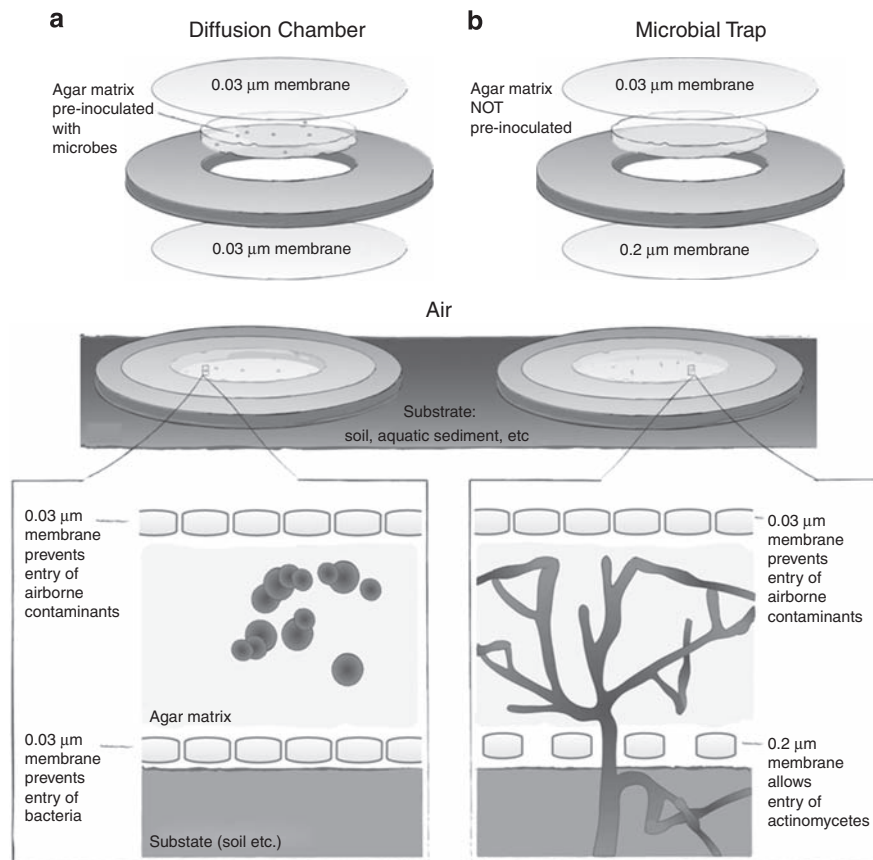 a
Diffusion Chamber
b
Microbial Trap
Agar matrix
pre-inoculated
with
microbes
0.03 µm membrane
0.03 µm membrane
Agar matrix
NOT
pre-inoculated
0.03 µm membrane
0.2 µm membrane
Air
Substrate:
soil, aquatic sediment, etc
0.03 µm
membrane
prevents
entry of
airborne
contaminants
Agar matrix
0.03 µm
membrane
prevents
entry of
bacteria
Substate (soil etc.)
0.03 µm
membrane
prevents
entry of
airborne
contaminants
0.2 µm
membrane
allows
entry of
actinomycetes